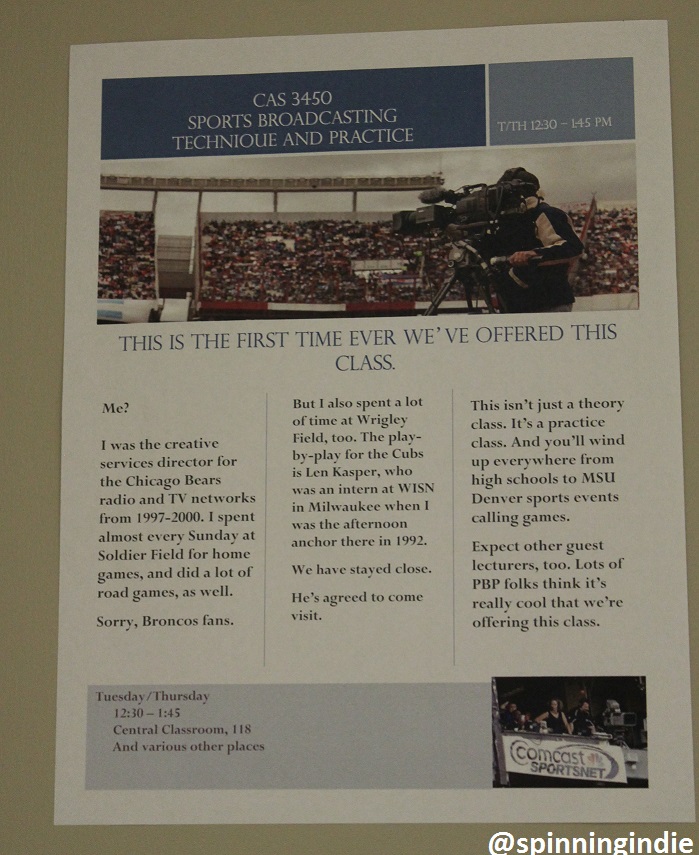 CAS 3450
SPORTS BROADCASTING
TECHNIQUE AND PRACTICE
T/TH 12:30 – 1:45 PM
THIS IS THE FIRST TIME EVER WE'VE OFFERED THIS
CLASS.
Me?
I was the creative
services director for
the Chicago Bears
radio and TV networks
from 1997-2000. I spent
almost every Sunday at
Soldier Field for home
games, and did a lot of
road games, as well.
Sorry, Broncos fans.
But I also spent a lot
of time at Wrigley
Field, too. The play-
by-play for the Cubs
is Len Kasper, who
was an intern at WISN
in Milwaukee when I
was the afternoon
anchor there in 1992.
We have stayed close.
He's agreed to come
visit.
This isn't just a theory
class. It's a practice
class. And you'll wind
up everywhere from
high schools to MSU
Denver sports events
calling games.
Expect other guest
lecturers, too. Lots of
PBP folks think it's
really cool that we're
offering this class.
Tuesday/Thursday
12:30 – 1:45
Central Classroom, 118
And various other places
comcast
SPORTSNET
@spinningindie